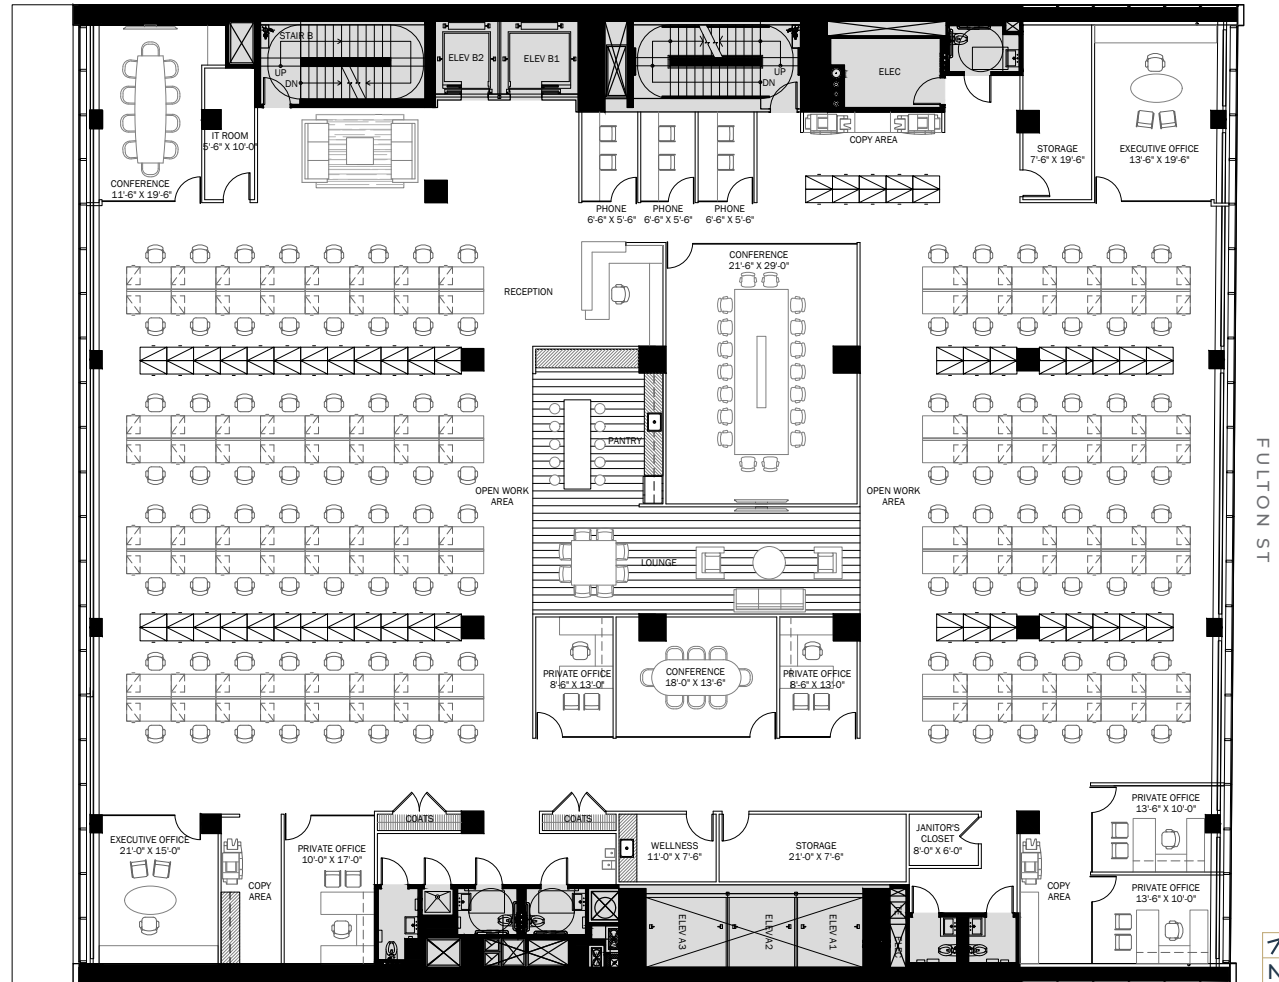 STAIR B
UP
DN
ELEV B2
ELEV B1
UP
DN
ELEC
COPY AREA
IT ROOM
5'-6" X 10'-0"
CONFERENCE
11'-6" X 19'-6"
PHONE
6'-6" X 5'-6"
PHONE
6'-6" X 5'-6"
PHONE
6'-6" X 5'-6"
STORAGE
7'-6" X 19'-6"
EXECUTIVE OFFICE
13'-6" X 19'-6"
RECEPTION
CONFERENCE
21'-6" X 29'-0"
PANTRY
OPEN WORK
AREA
OPEN WORK
AREA
FULTON ST
LOUNGE
PRIVATE OFFICE
8'-6" X 13'-0"
CONFERENCE
18'-0" X 13'-6"
PRIVATE OFFICE
8'-6" X 13'-0"
COATS
COATS
EXECUTIVE OFFICE
21'-0" X 15'-0"
COPY
AREA
PRIVATE OFFICE
10'-0" X 17'-0"
WELLNESS
11'-0" X 7'-6"
STORAGE
21'-0" X 7'-6"
JANITOR'S
CLOSET
8'-0" X 6'-0"
PRIVATE OFFICE
13'-6" X 10'-0"
COPY
AREA
PRIVATE OFFICE
13'-6" X 10'-0"
ELEV A3
ELEV A2
ELEV A1
ELEC
N